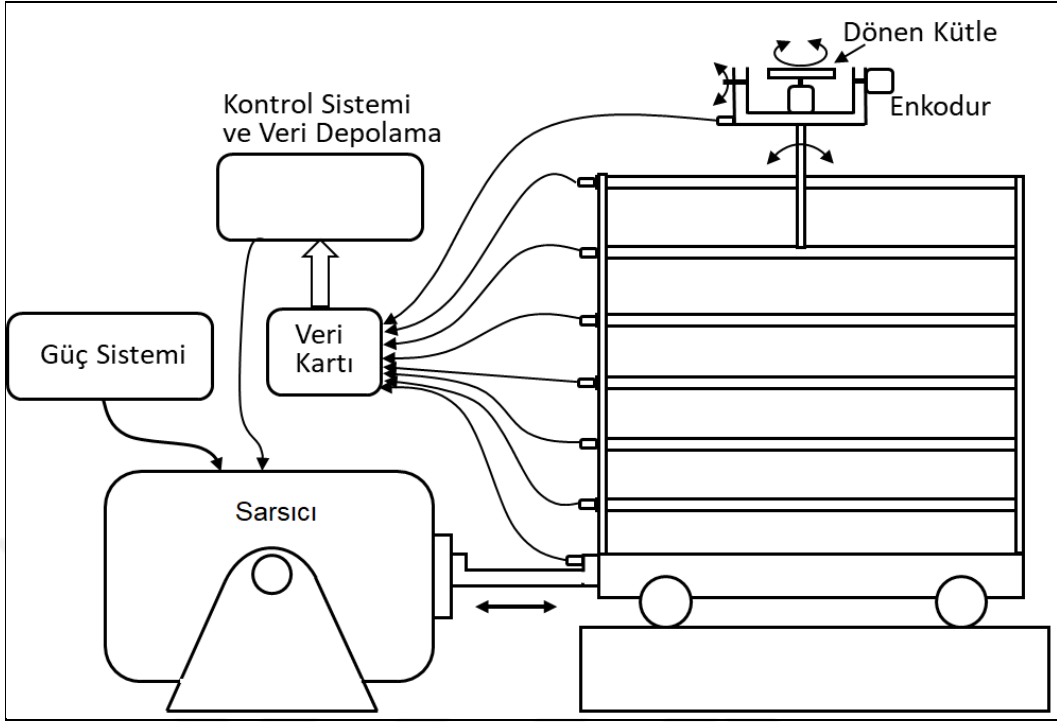 Dönen Kütle
Enkodur
Kontrol Sistemi
ve Veri Depolama
Veri
Kartı
Güç Sistemi
Sarsıcı